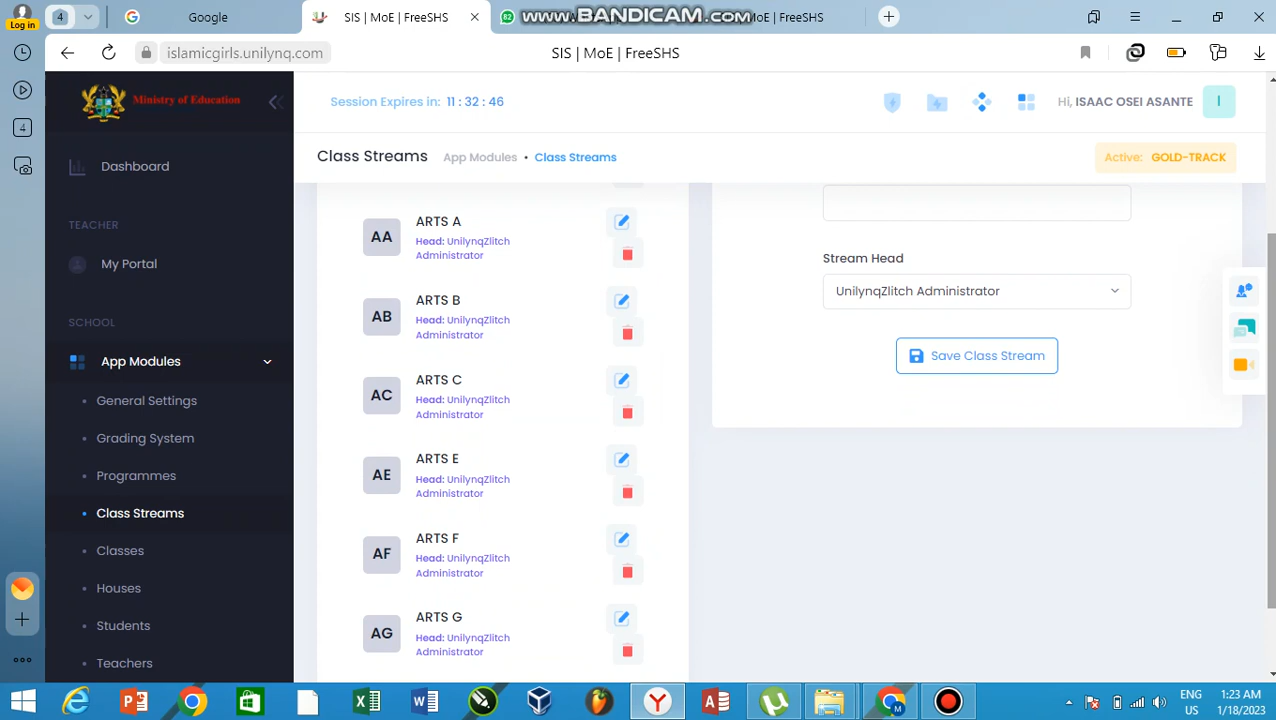 Log in
4
Google
SIS | MoE | FreeSHS
82
www.BANDICAM.com
MoE | FreeSHS
islamicgirls.unilynq.com
SIS | MoE | FreeSHS
Ministry of Education
Session Expires in: 11 : 32 : 46
Hi, ISAAC OSEI ASANTE
I
Class Streams
App Modules • Class Streams
Active: GOLD-TRACK
4
Dashboard
TEACHER
My Portal
SCHOOL
App Modules
General Settings
Grading System
Programmes
Class Streams
Classes
Houses
Students
Teachers
AA
ARTS A
Head: UnilynqZlitch
Administrator
AB
ARTS B
Head: UnilynqZlitch
Administrator
AC
ARTS C
Head: UnilynqZlitch
Administrator
AE
ARTS E
Head: UnilynqZlitch
Administrator
AF
ARTS F
Head: UnilynqZlitch
Administrator
AG
ARTS G
Head: UnilynqZlitch
Administrator
Stream Head
UnilynqZlitch Administrator
Save Class Stream
ENG
US
1:23 AM
1/18/2023